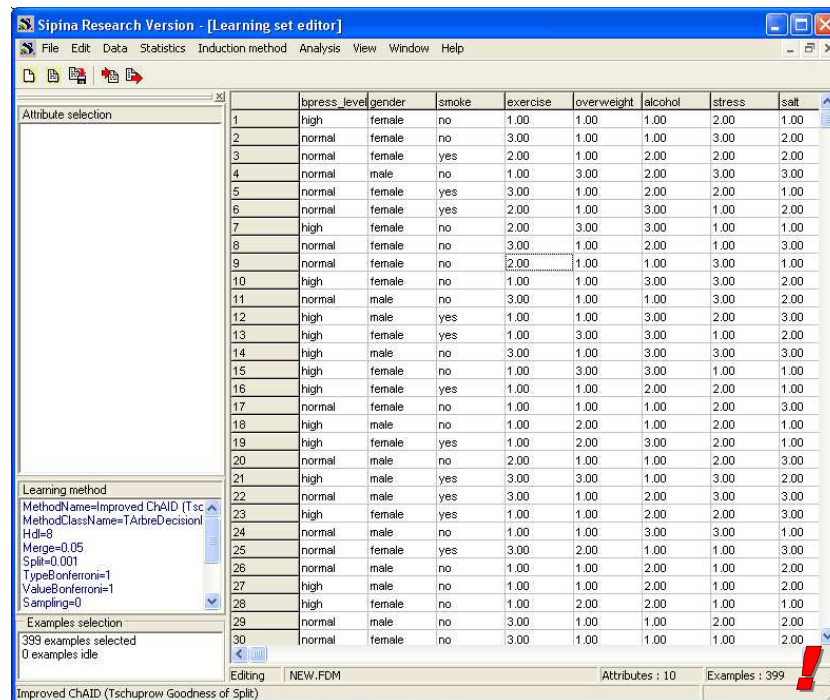 Sipina Research Version - [Learning set editor]
File Edit Data Statistics Induction method Analysis View Window Help
Attribute selection
bpress_level gender smoke exercise overweight alcohol stress salt
1 high female no 1.00 1.00 1.00 2.00 1.00
2 normal female no 3.00 1.00 1.00 3.00 2.00
3 normal female yes 2.00 1.00 2.00 2.00 2.00
4 normal male no 1.00 3.00 2.00 3.00 3.00
5 normal female yes 3.00 1.00 2.00 2.00 1.00
6 normal female yes 2.00 1.00 3.00 1.00 2.00
7 high female no 2.00 3.00 3.00 1.00 1.00
8 normal female no 3.00 1.00 2.00 1.00 3.00
9 normal female no 2.00 1.00 1.00 3.00 1.00
10 high female no 1.00 1.00 3.00 3.00 2.00
11 normal male no 3.00 1.00 1.00 3.00 2.00
12 high male yes 1.00 1.00 3.00 2.00 3.00
13 high female yes 1.00 3.00 3.00 1.00 2.00
14 high male no 3.00 1.00 3.00 3.00 3.00
15 high female no 1.00 3.00 3.00 1.00 1.00
16 high female yes 1.00 1.00 2.00 2.00 1.00
17 normal female no 1.00 1.00 1.00 2.00 3.00
18 high male no 1.00 2.00 1.00 2.00 1.00
19 high female yes 1.00 2.00 3.00 2.00 1.00
20 normal male no 2.00 1.00 1.00 2.00 3.00
21 high male yes 3.00 3.00 1.00 3.00 2.00
22 normal male yes 3.00 1.00 2.00 3.00 3.00
23 high female yes 1.00 1.00 2.00 1.00 3.00
24 normal male no 1.00 1.00 3.00 3.00 1.00
25 normal female yes 3.00 2.00 1.00 1.00 3.00
26 normal male no 1.00 1.00 2.00 1.00 2.00
27 high male no 1.00 1.00 2.00 1.00 2.00
28 high female no 1.00 2.00 2.00 1.00 1.00
29 normal male no 3.00 1.00 1.00 2.00 2.00
30 normal female no 3.00 1.00 1.00 1.00 2.00
Learning method
MethodName=Improved ChAID (Tsc
MethodClassName=TArbreDecisionI
Hdl=8
Merge=0.05
Split=0.001
TypeBonferroni=1
ValueBonferroni=1
Sampling=0
Examples selection
399 examples selected
0 examples idle
Editing NEW.FDM Attributes : 10 Examples : 399
Improved ChAID (Tschuprow Goodness of Split)
!